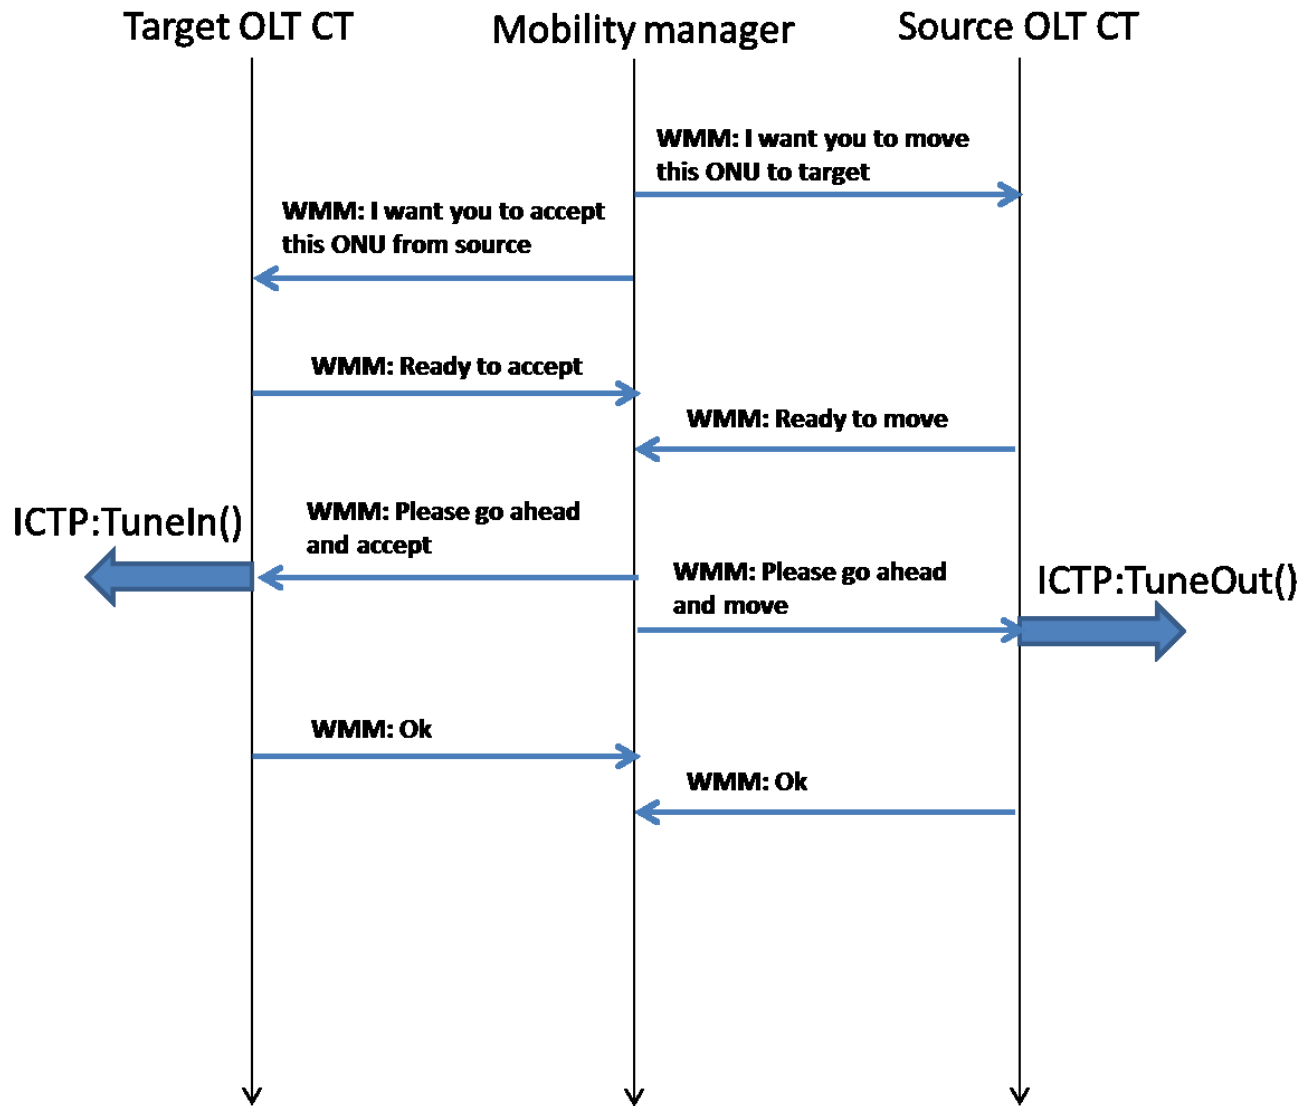 Target OLT CT
Mobility manager
Source OLT CT
WMM: I want you to move
this ONU to target
WMM: I want you to accept
this ONU from source
WMM: Ready to accept
WMM: Ready to move
ICTP:TuneIn()
WMM: Please go ahead
and accept
WMM: Please go ahead
and move
ICTP:TuneOut()
WMM: Ok
WMM: Ok